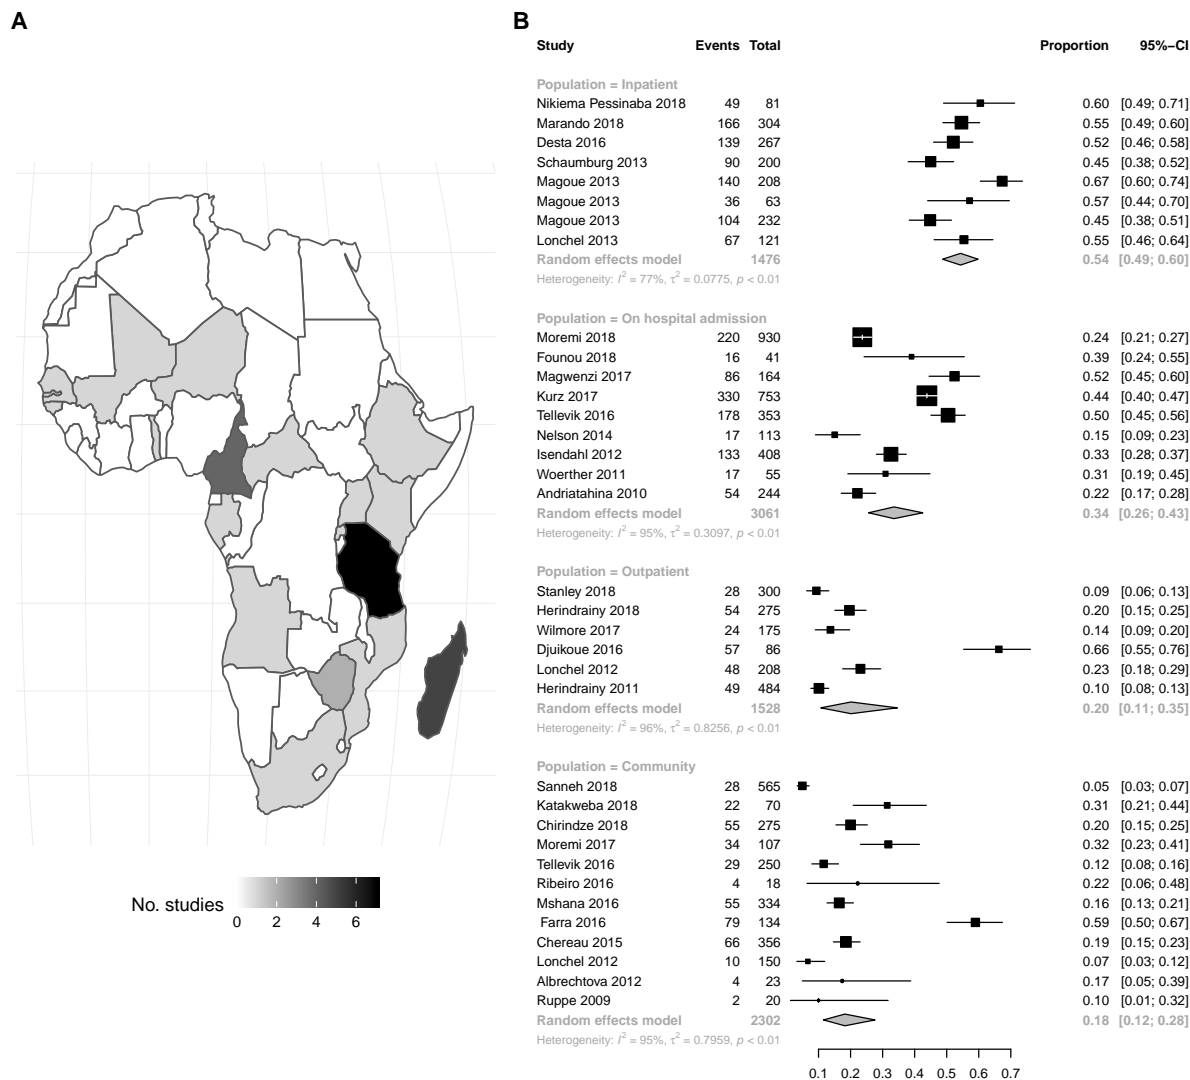 A
No. studies
0 2 4 6
B
Study Events Total Proportion 95%−CI
Population = Inpatient
Nikiema Pessinaba 2018 49 81 0.60 [0.49; 0.71]
Marando 2018 166 304 0.55 [0.49; 0.60]
Desta 2016 139 267 0.52 [0.46; 0.58]
Schaumburg 2013 90 200 0.45 [0.38; 0.52]
Magoue 2013 140 208 0.67 [0.60; 0.74]
Magoue 2013 36 63 0.57 [0.44; 0.70]
Magoue 2013 104 232 0.45 [0.38; 0.51]
Lonchel 2013 67 121 0.55 [0.46; 0.64]
Random effects model 1476 0.54 [0.49; 0.60]
Heterogeneity: I² = 77%, τ² = 0.0775, p < 0.01
Population = On hospital admission
Moremi 2018 220 930 0.24 [0.21; 0.27]
Founou 2018 16 41 0.39 [0.24; 0.55]
Magwenzi 2017 86 164 0.52 [0.45; 0.60]
Kurz 2017 330 753 0.44 [0.40; 0.47]
Tellevik 2016 178 353 0.50 [0.45; 0.56]
Nelson 2014 17 113 0.15 [0.09; 0.23]
Isendahl 2012 133 408 0.33 [0.28; 0.37]
Woerther 2011 17 55 0.31 [0.19; 0.45]
Andriatahina 2010 54 244 0.22 [0.17; 0.28]
Random effects model 3061 0.34 [0.26; 0.43]
Heterogeneity: I² = 95%, τ² = 0.3097, p < 0.01
Population = Outpatient
Stanley 2018 28 300 0.09 [0.06; 0.13]
Herindrainy 2018 54 275 0.20 [0.15; 0.25]
Wilmore 2017 24 175 0.14 [0.09; 0.20]
Djuikoue 2016 57 86 0.66 [0.55; 0.76]
Lonchel 2012 48 208 0.23 [0.18; 0.29]
Herindrainy 2011 49 484 0.10 [0.08; 0.13]
Random effects model 1528 0.20 [0.11; 0.35]
Heterogeneity: I² = 96%, τ² = 0.8256, p < 0.01
Population = Community
Sanneh 2018 28 565 0.05 [0.03; 0.07]
Katakweba 2018 22 70 0.31 [0.21; 0.44]
Chirindze 2018 55 275 0.20 [0.15; 0.25]
Moremi 2017 34 107 0.32 [0.23; 0.41]
Tellevik 2016 29 250 0.12 [0.08; 0.16]
Ribeiro 2016 4 18 0.22 [0.06; 0.48]
Mshana 2016 55 334 0.16 [0.13; 0.21]
Farra 2016 79 134 0.59 [0.50; 0.67]
Chereau 2015 66 356 0.19 [0.15; 0.23]
Lonchel 2012 10 150 0.07 [0.03; 0.12]
Albrechtova 2012 4 23 0.17 [0.05; 0.39]
Ruppe 2009 2 20 0.10 [0.01; 0.32]
Random effects model 2302 0.18 [0.12; 0.28]
Heterogeneity: I² = 95%, τ² = 0.7959, p < 0.01
0.1 0.2 0.3 0.4 0.5 0.6 0.7